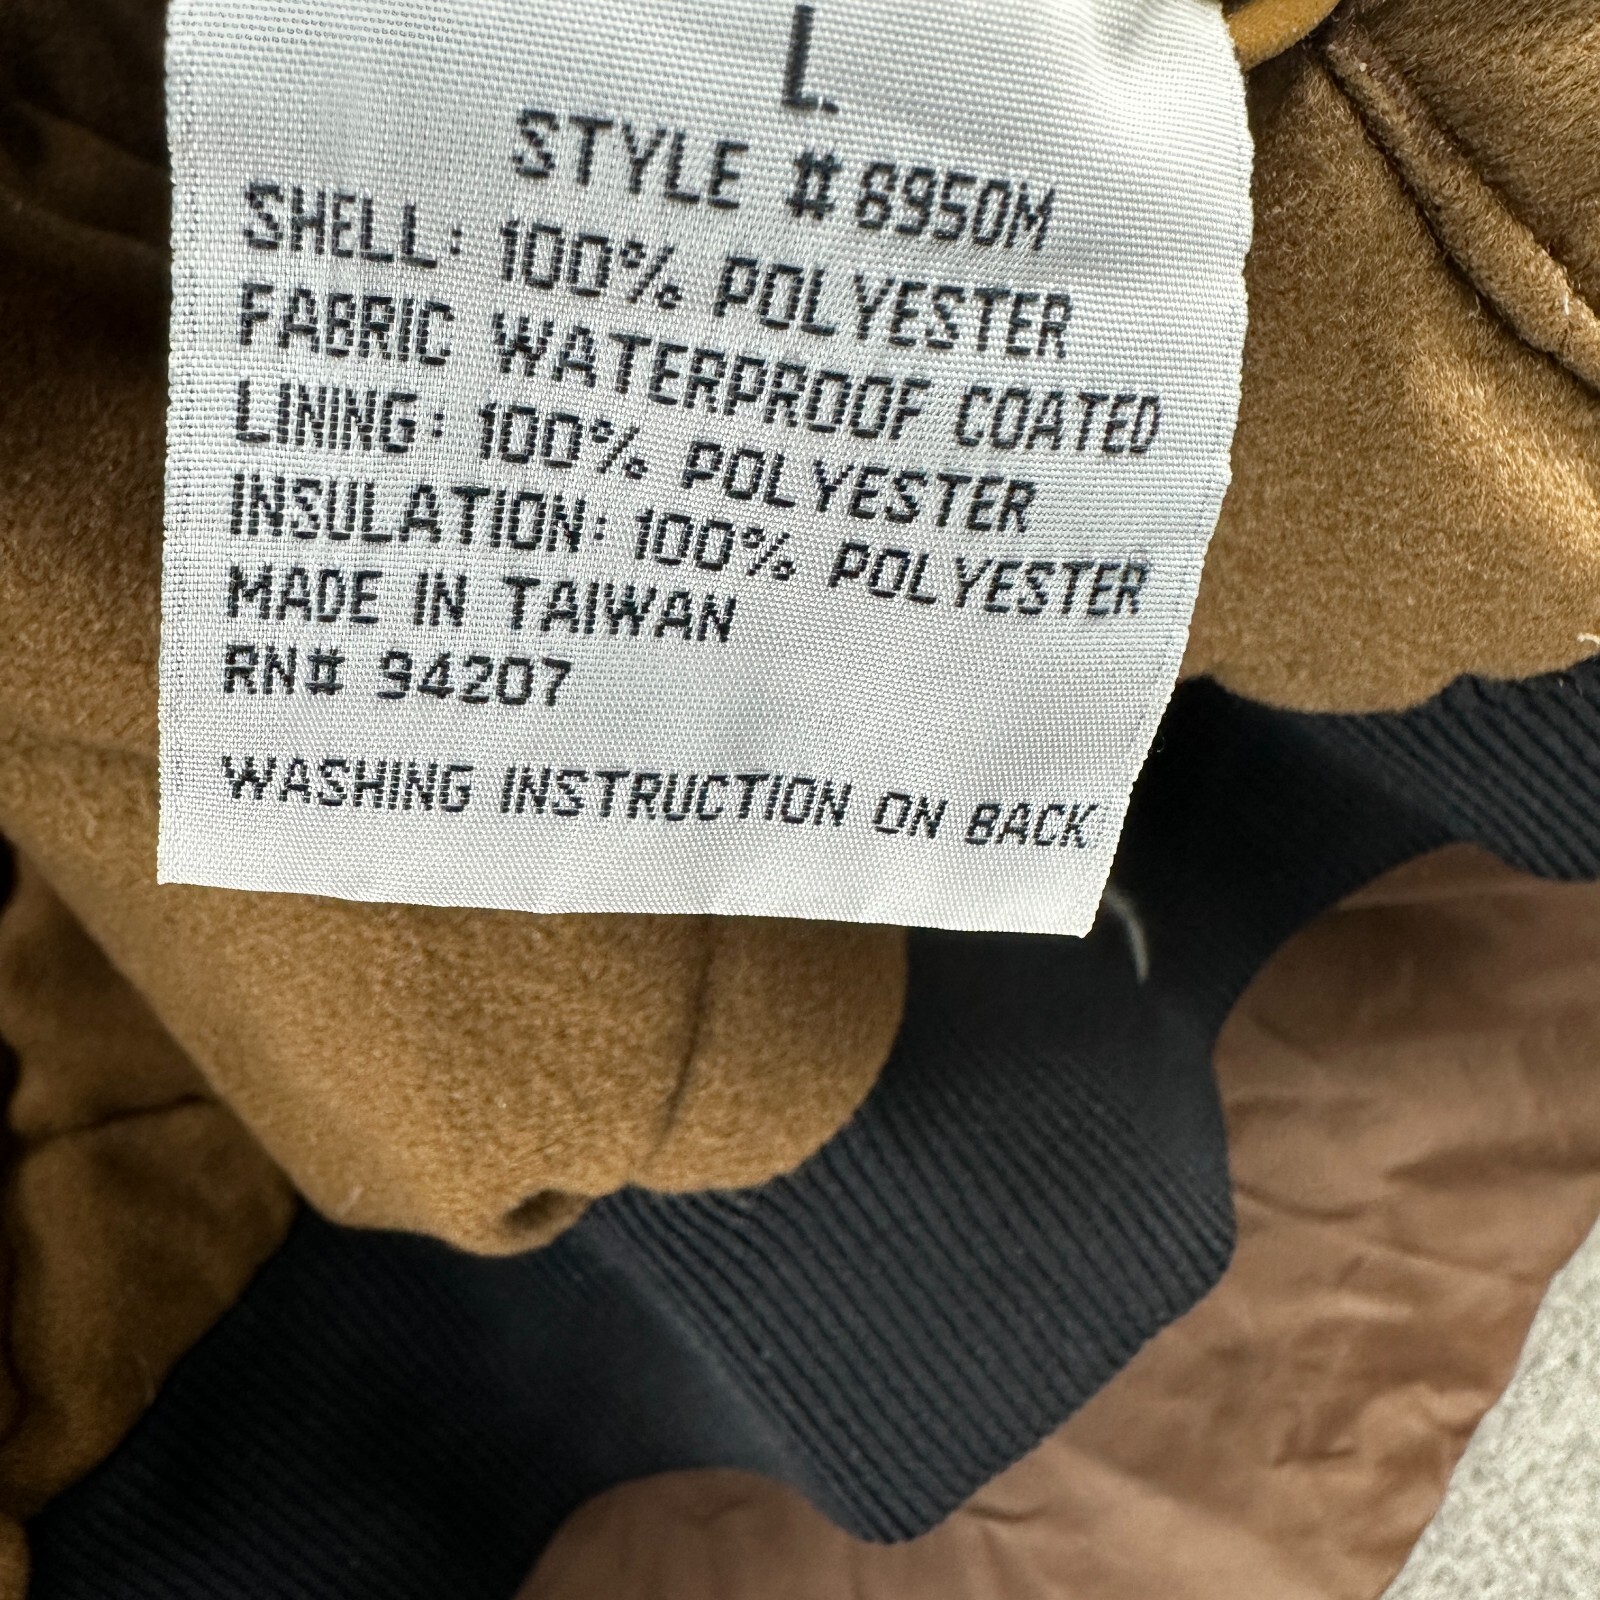 L
STYLE #6950M
SHELL: 100% POLYESTER
FABRIC WATERPROOF COATED
LINING: 100% POLYESTER
INSULATION: 100% POLYESTER
MADE IN TAIWAN
RN# 94207
WASHING INSTRUCTION ON BACK